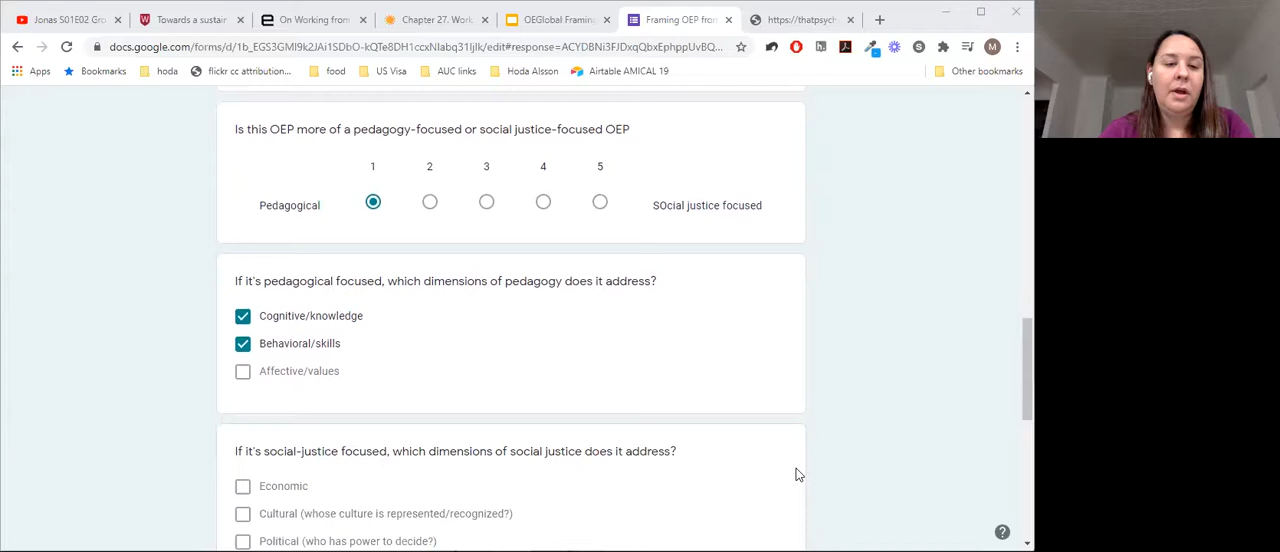 Jonas S01E02 Gro
Towards a sustair
On Working from
Chapter 27. Work
OEGlobal Framing
Framing OEP from
https://thatpsych
docs.google.com/forms/d/1b_EGS3GMI9k2JAi1SDbO-kQTe8DH1ccxNIabq31Ijlk/edit#response=ACYDBNi3FJDxqQbxEphppUvBQ...
M
Apps
Bookmarks
hoda
flickr cc attribution...
food
US Visa
AUC links
Hoda Alsson
Airtable AMICAL 19
Other bookmarks
Is this OEP more of a pedagogy-focused or social justice-focused OEP
1 2 3 4 5
Pedagogical SOcial justice focused
If it's pedagogical focused, which dimensions of pedagogy does it address?
Cognitive/knowledge
Behavioral/skills
Affective/values
If it's social-justice focused, which dimensions of social justice does it address?
Economic
Cultural (whose culture is represented/recognized?)
Political (who has power to decide?)